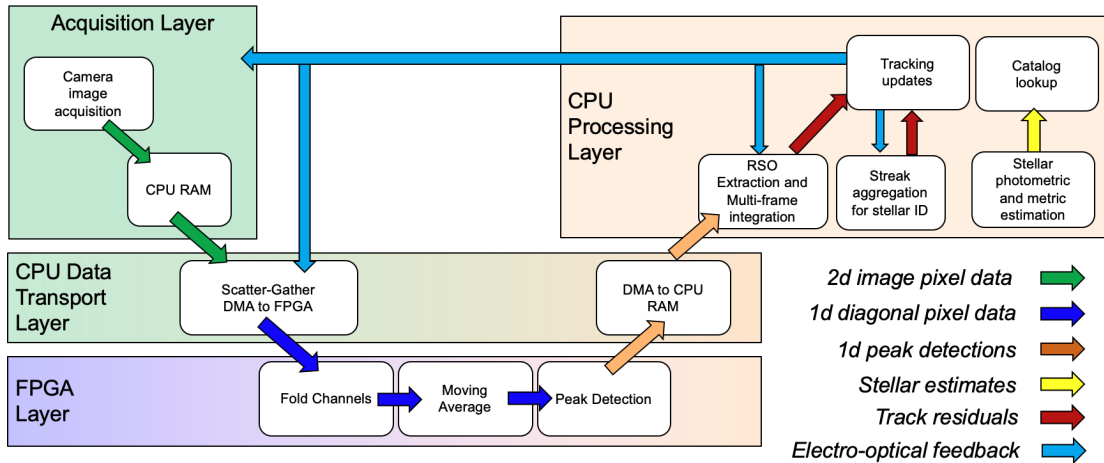 Acquisition Layer
Camera
image
acquisition
CPU RAM
CPU
Processing
Layer
Tracking
updates
Catalog
lookup
RSO
Extraction and
Multi-frame
integration
Streak
aggregation
for stellar ID
Stellar
photometric
and metric
estimation
CPU Data
Transport
Layer
Scatter-Gather
DMA to FPGA
DMA to CPU
RAM
FPGA
Layer
Fold Channels
Moving
Average
Peak Detection
2d image pixel data
1d diagonal pixel data
1d peak detections
Stellar estimates
Track residuals
Electro-optical feedback